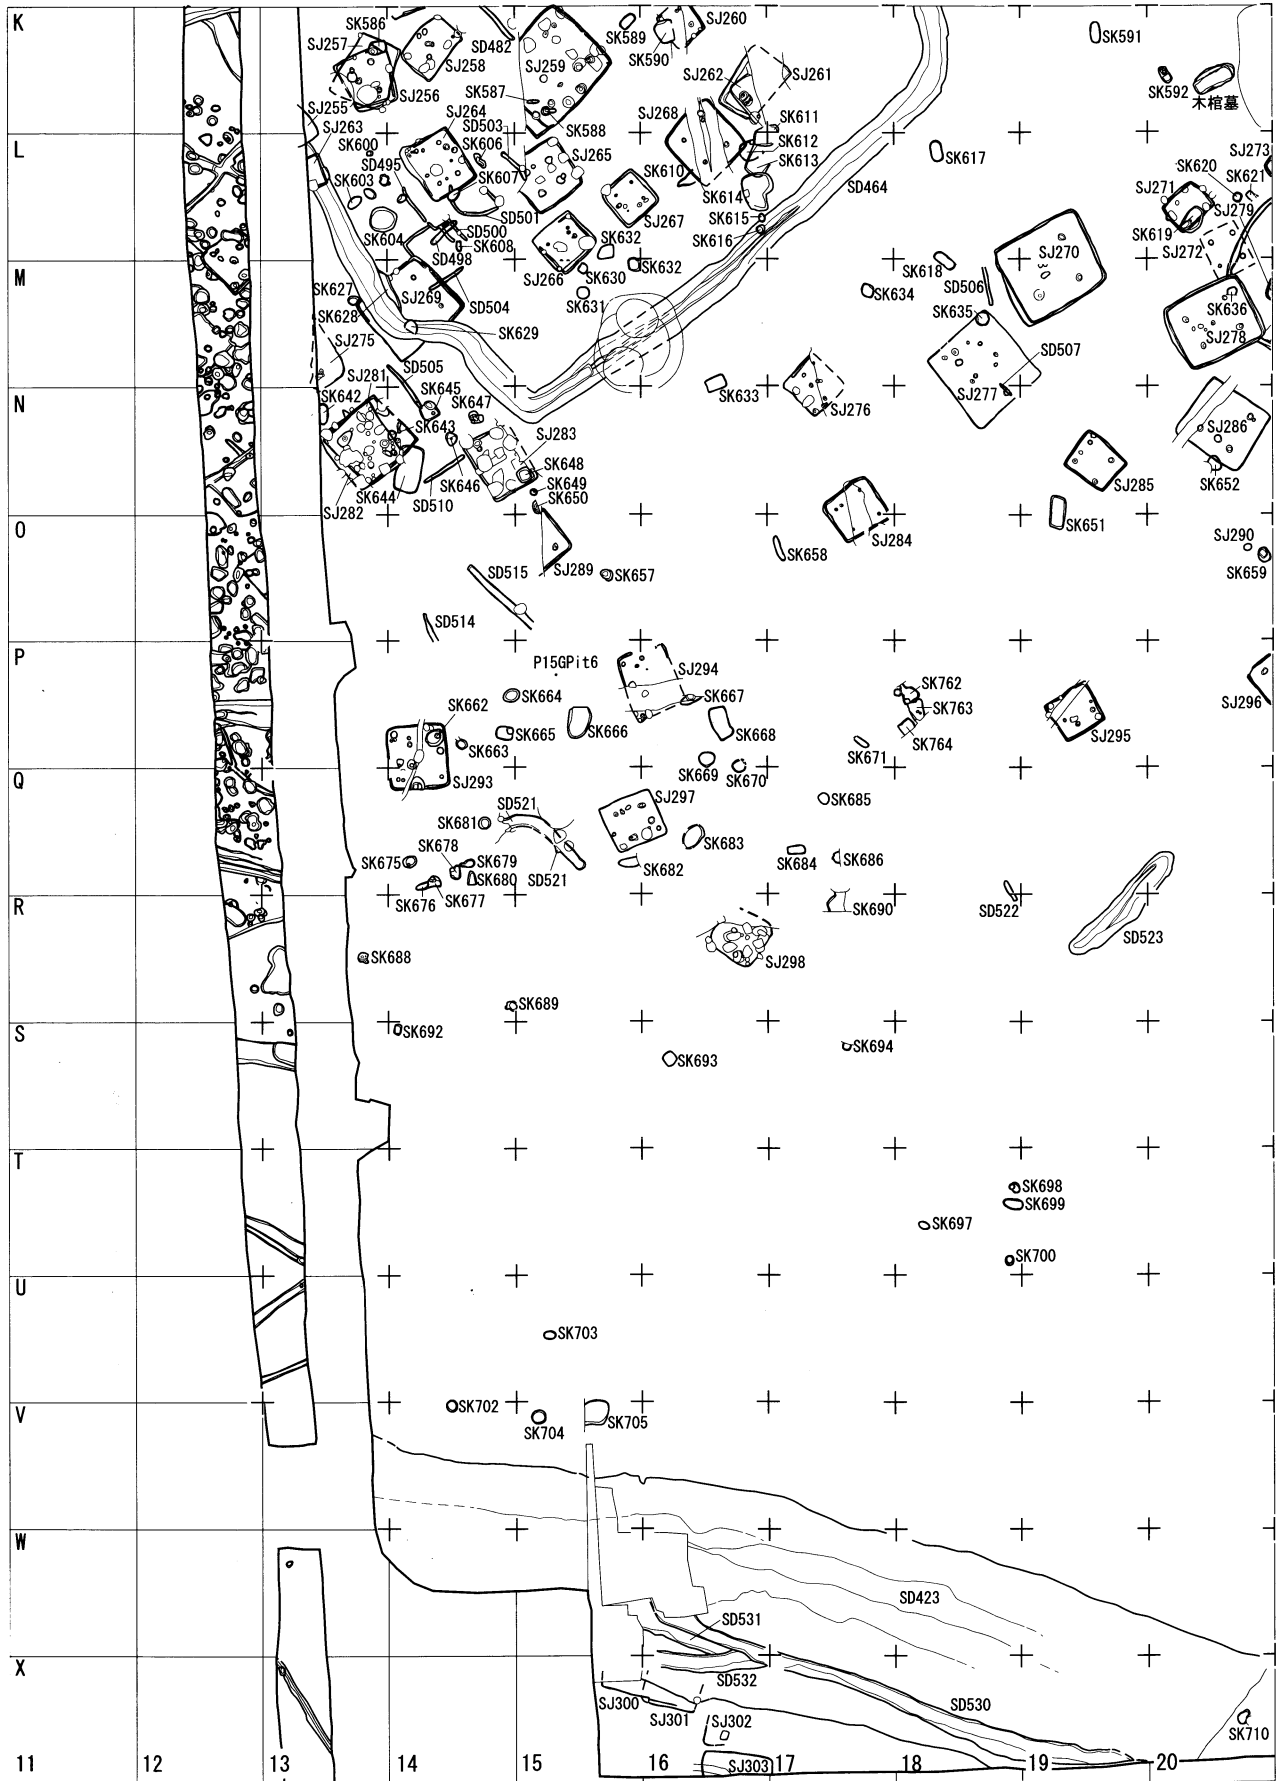 K
SK586
SJ257
SJ258
SD482
SJ259
SK589
SK590
SJ260
SK591
SJ262
SJ261
SK592
木棺墓
SJ256
SK587
SJ255
SJ264
SJ263
SD503
SK588
SJ268
SK611
L
SK600
SK606
SK612
SK613
SD495
SJ265
SK617
SJ273
SK620
SK621
SK603
SK607
SK610
SD464
SJ271
SK614
SJ279
SD501
SJ267
SK615
SK604
SD500
SK632
SK616
SK619
SK608
SJ270
SJ272
SD498
SJ266
SK630
SK632
SK618
M
SJ269
SK627
SD504
SK631
SK634
SD506
SK636
SK628
SK635
SK629
SJ275
SJ278
SD507
SD505
SJ281
SK645
SK633
SJ277
N
SK642
SK647
SJ276
SK643
SJ283
SJ286
SK648
SK644
SK646
SK649
SJ285
SK652
SJ282
SD510
SK650
O
SK651
SJ284
SJ290
SK658
SJ289
SK657
SK659
SD515
SD514
P
P15GPit6
SJ294
SK762
SK664
SK667
SK763
SJ296
SK662
SK665
SK666
SK668
SK764
SJ295
SK663
SK671
Q
SJ293
SK669
SK670
SD521
SJ297
SK685
SK681
SK683
SK678
SK675
SK679
SK684
SK686
SK680
SK682
SD521
R
SK676
SK677
SK690
SD522
SD523
SK688
SJ298
SK689
S
SK692
SK694
SK693
T
SK698
SK699
SK697
SK700
U
SK703
V
SK702
SK704
SK705
W
SD423
SD531
X
SD532
SJ300
SD530
SJ301
SJ302
SK710
SJ303
11
12
13
14
15
16
17
18
19
20